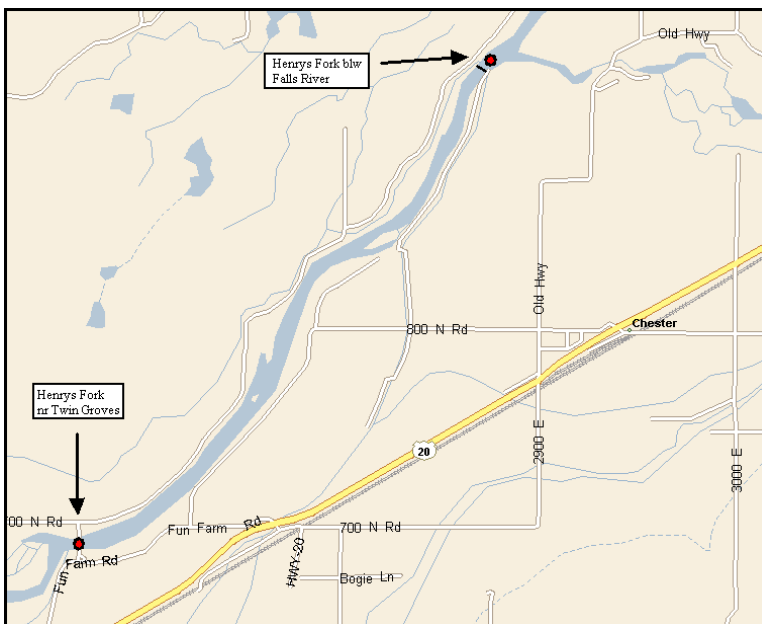 Old Hwy
Henrys Fork blw
Falls River
Old Hwy
Chester
800 N Rd
Henrys Fork
nr Twin Groves
20
2900 E
3000 E
700 N Rd
Fun Farm Rd
700 N Rd
Fun Farm Rd
HWY-20
Bogie Ln